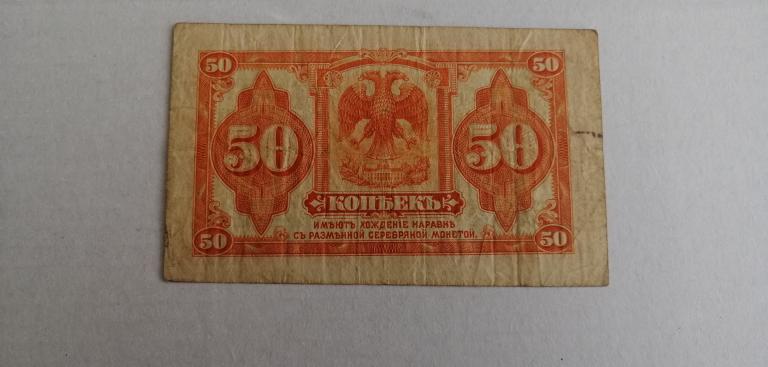 50 50
50 50
КОПѢЕКЪ
ИМѢЮТЪ ХОЖДЕНІЕ НАРАВНѢ
СЪ РАЗМѢННОЙ СЕРЕБРЯНОЙ МОНЕТОЙ.
50 50